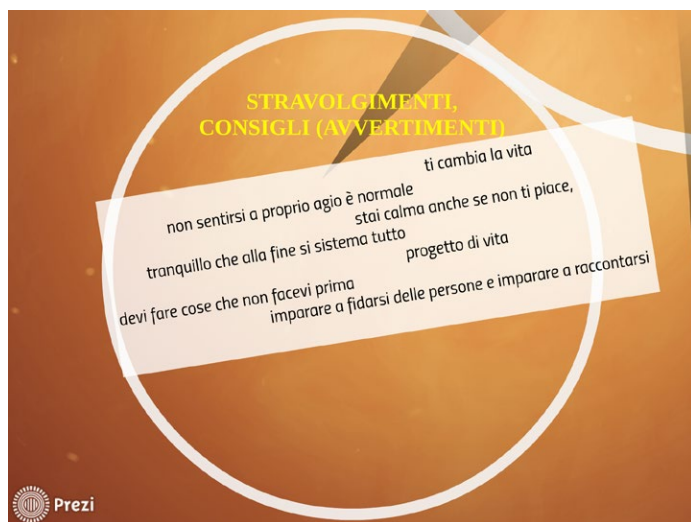 STRAVOLGIMENTI,
CONSIGLI (AVVERTIMENTI)
ti cambia la vita
non sentirsi a proprio agio è normale
stai calma anche se non ti piace,
tranquillo che alla fine si sistema tutto
progetto di vita
devi fare cose che non facevi prima
imparare a fidarsi delle persone e imparare a raccontarsi
Prezi